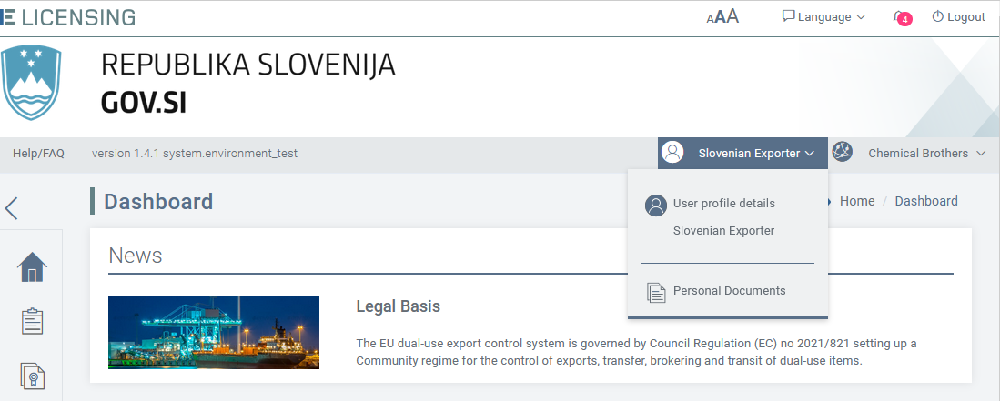 E LICENSING
AAA
Language
4
Logout
REPUBLIKA SLOVENIJA
GOV.SI
Help/FAQ
version 1.4.1 system.environment_test
Slovenian Exporter
Chemical Brothers
Dashboard
User profile details
Slovenian Exporter
Personal Documents
Home / Dashboard
News
Legal Basis
The EU dual-use export control system is governed by Council Regulation (EC) no 2021/821 setting up a
Community regime for the control of exports, transfer, brokering and transit of dual-use items.